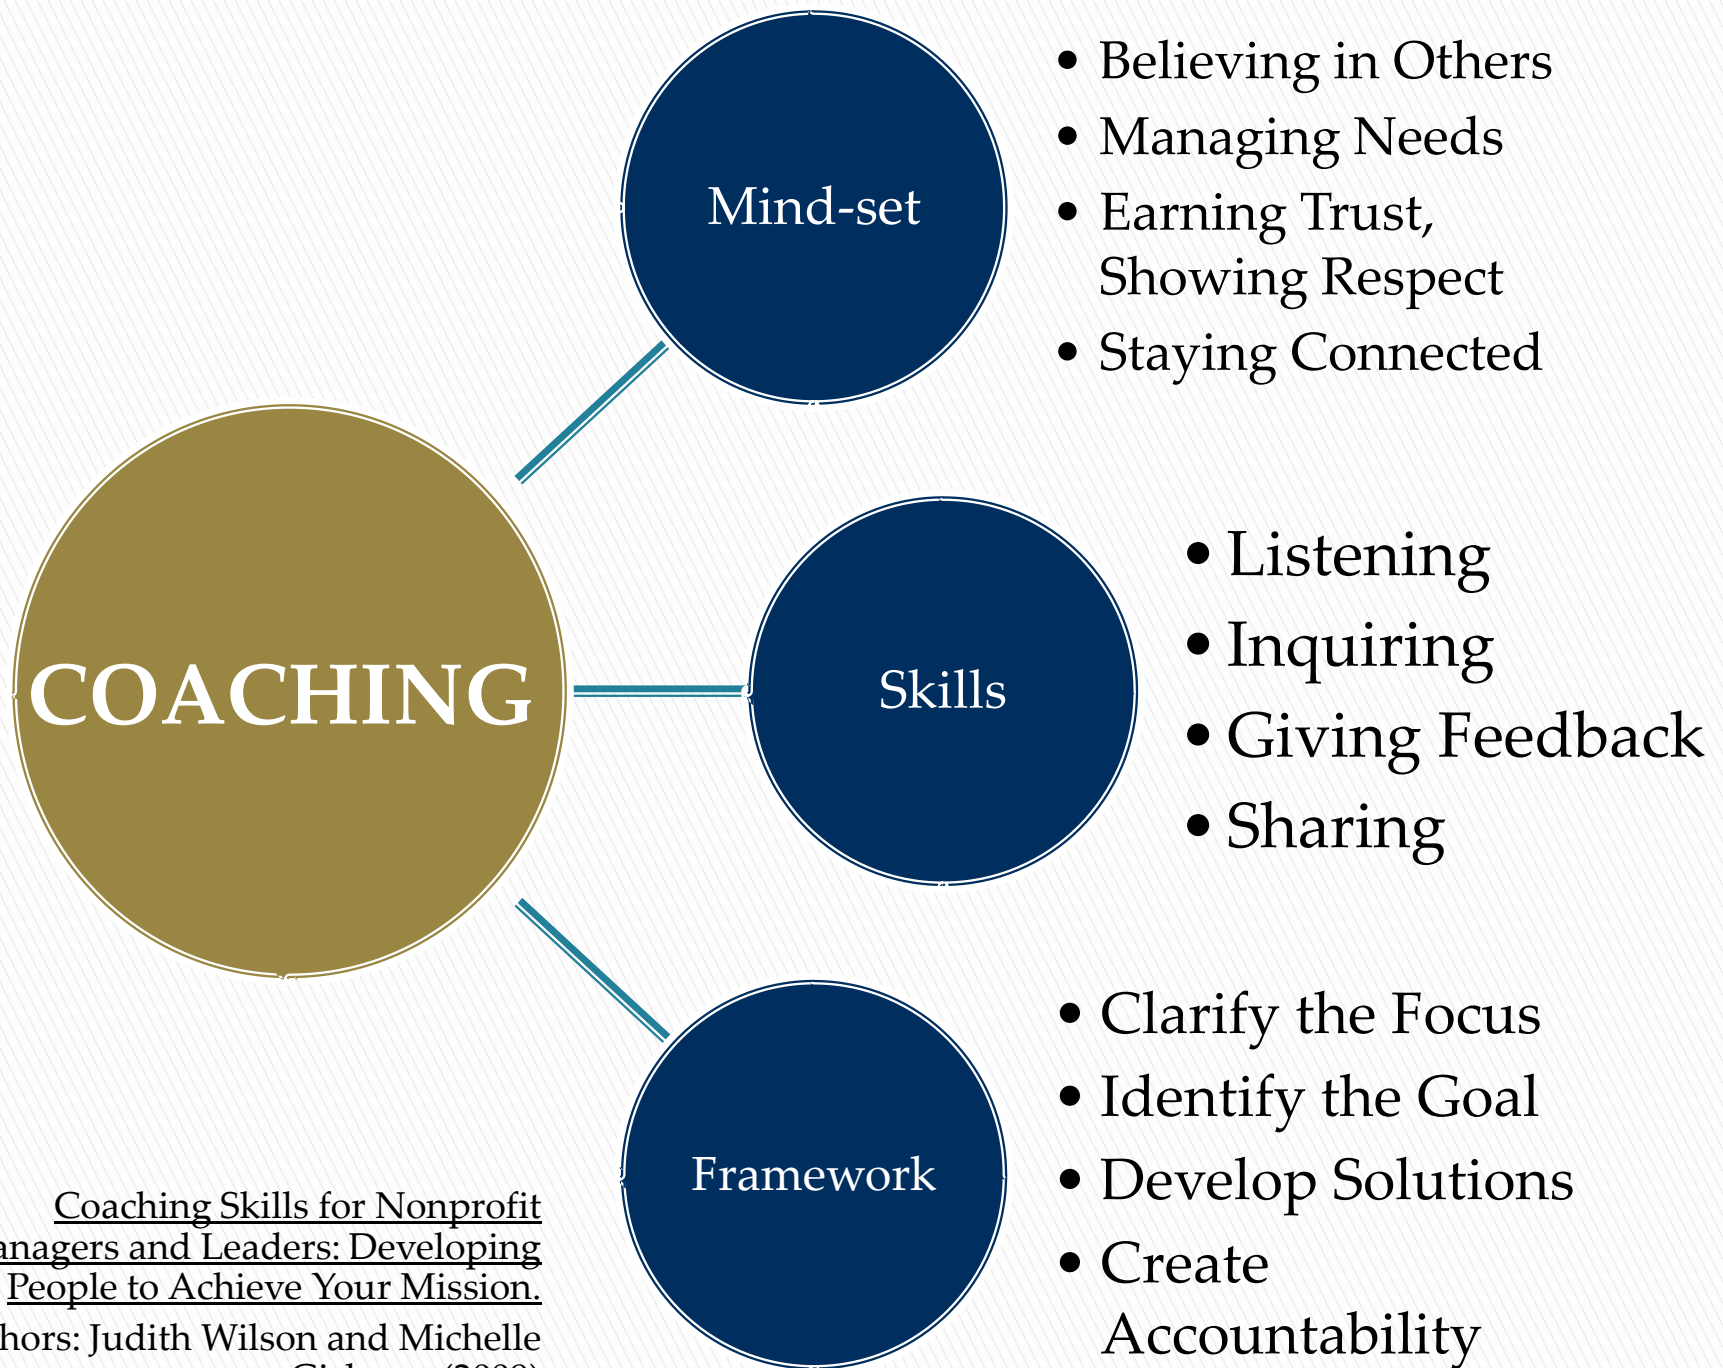 Mind-set
• Believing in Others
• Managing Needs
• Earning Trust,
Showing Respect
• Staying Connected
COACHING
Skills
• Listening
• Inquiring
• Giving Feedback
• Sharing
Framework
• Clarify the Focus
• Identify the Goal
• Develop Solutions
• Create
Accountability
Coaching Skills for Nonprofit
anagers and Leaders: Developing
People to Achieve Your Mission.
hors: Judith Wilson and Michelle